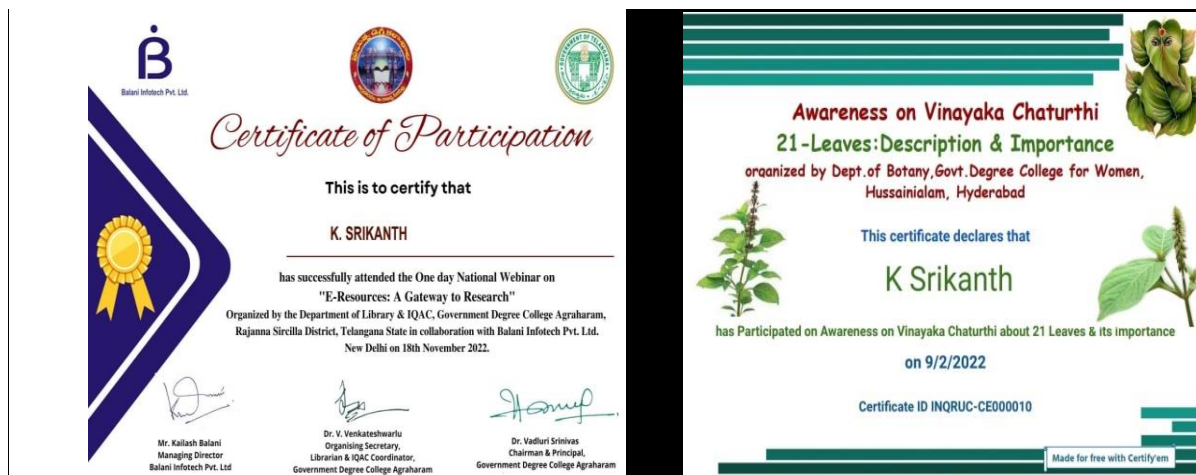 Balani Infotech Pvt. Ltd.
GOVERNMENT OF TELANGANA
Certificate of Participation
This is to certify that
K. SRIKANTH
has successfully attended the One day National Webinar on
"E-Resources: A Gateway to Research"
Organized by the Department of Library & IQAC, Government Degree College Agraharam,
Rajanna Sircilla District, Telangana State in collaboration with Balani Infotech Pvt. Ltd.
New Delhi on 18th November 2022.
Mr. Kailash Balani
Managing Director
Balani Infotech Pvt. Ltd
Dr. V. Venkateshwarlu
Organising Secretary,
Librarian & IQAC Coordinator,
Government Degree College Agraharam
Dr. Vadluri Srinivas
Chairman & Principal,
Government Degree College Agraharam
Awareness on Vinayaka Chaturthi
21-Leaves:Description & Importance
organized by Dept.of Botany,Govt.Degree College for Women,
Hussainialam, Hyderabad
This certificate declares that
K Srikanth
has Participated on Awareness on Vinayaka Chaturthi about 21 Leaves & its importance
on 9/2/2022
Certificate ID INQRUC-CE000010
Made for free with Certify'em